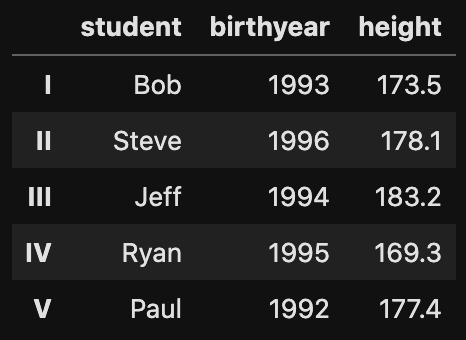 student birthyear height
I Bob 1993 173.5
II Steve 1996 178.1
III Jeff 1994 183.2
IV Ryan 1995 169.3
V Paul 1992 177.4